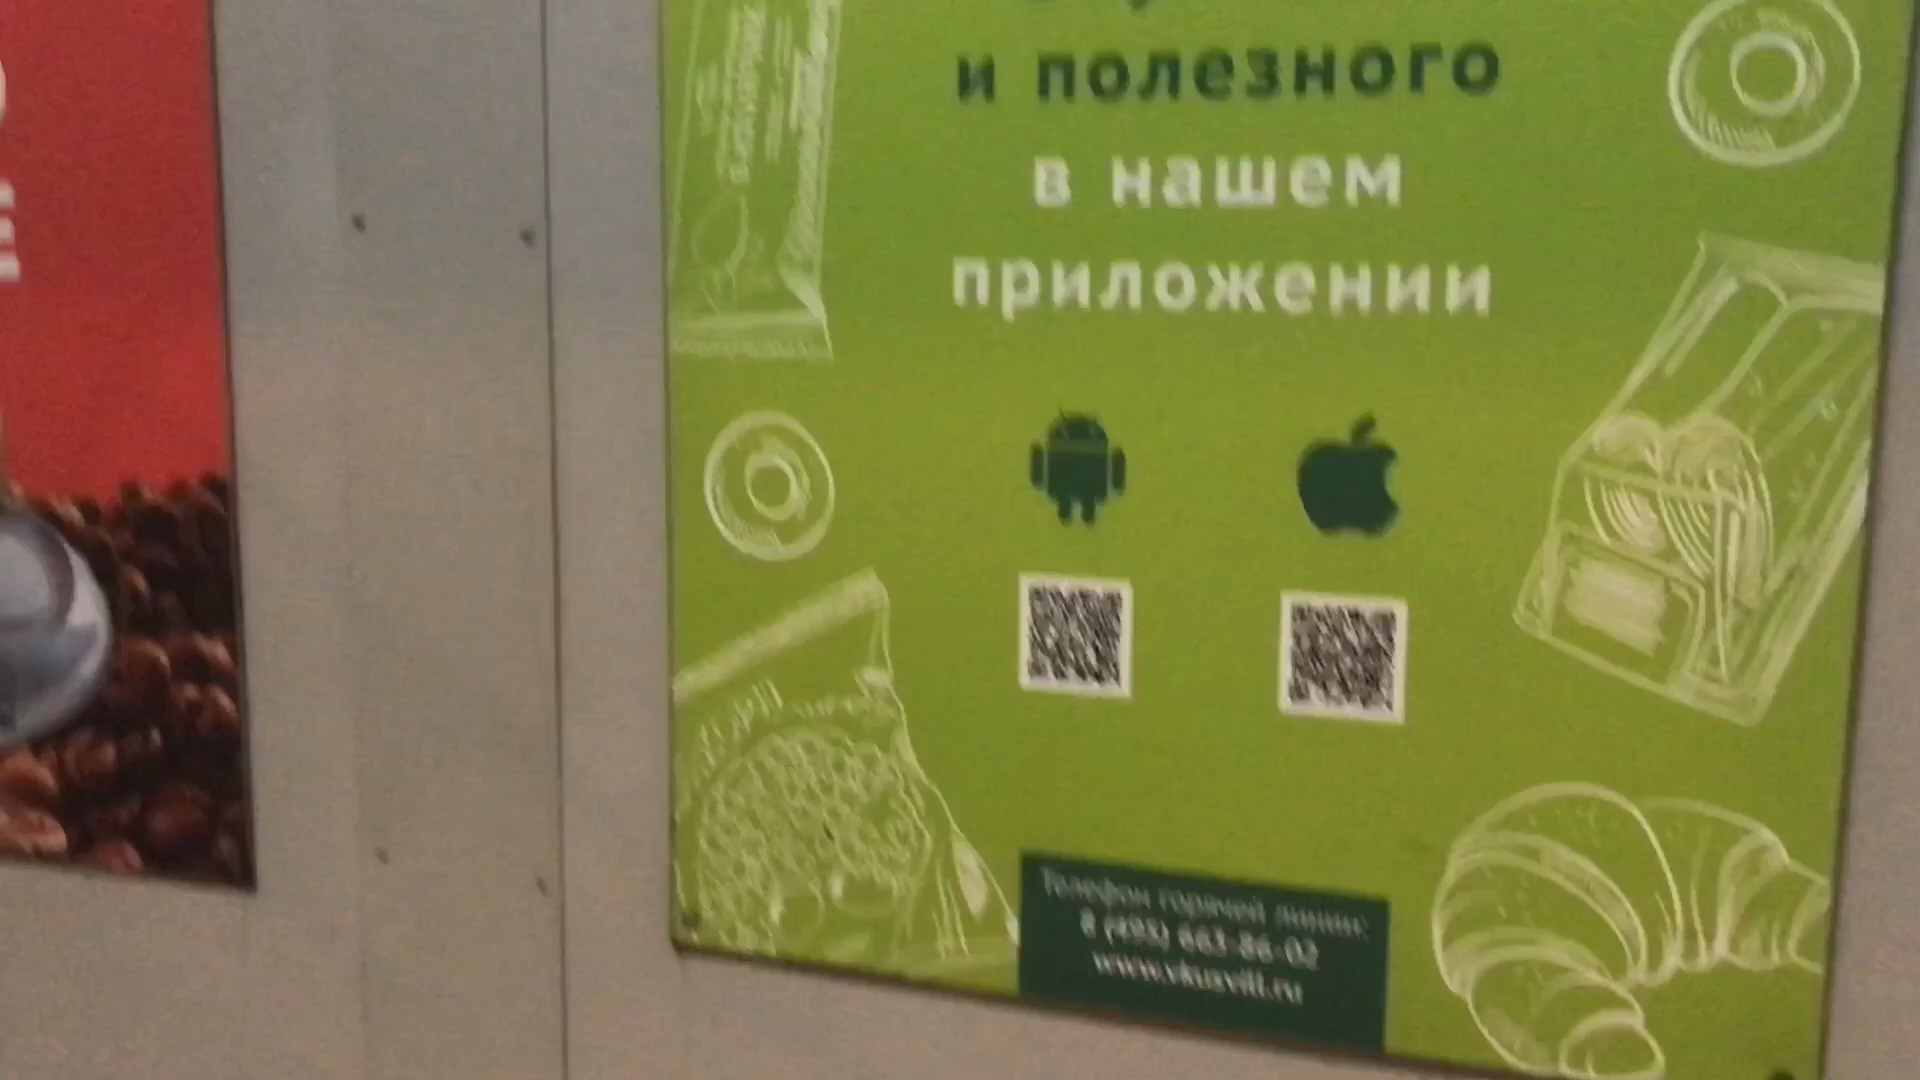 и полезного
в нашем
приложении
Телефон горячей линии:
8 (495) 663-86-02
www.vkusvill.ru